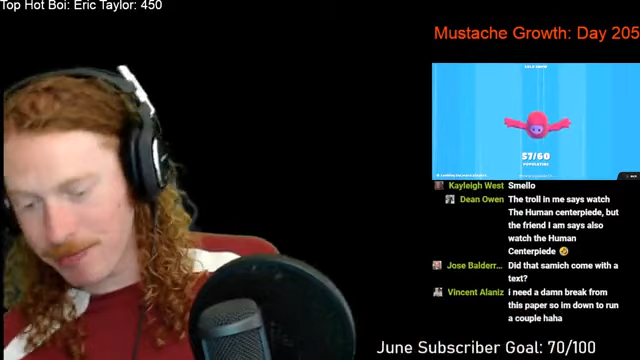 Top Hot Boi: Eric Taylor: 450
Mustache Growth: Day 205
57/60
Kayleigh West Smello
Dean Owen The troll in me says watch
The Human centerpiede, but
the friend I am says also
watch the Human
Centerpiede
Jose Balderr... Did that samich come with a
text?
Vincent Alaniz i need a damn break from
this paper so im down to run
a couple haha
June Subscriber Goal: 70/100